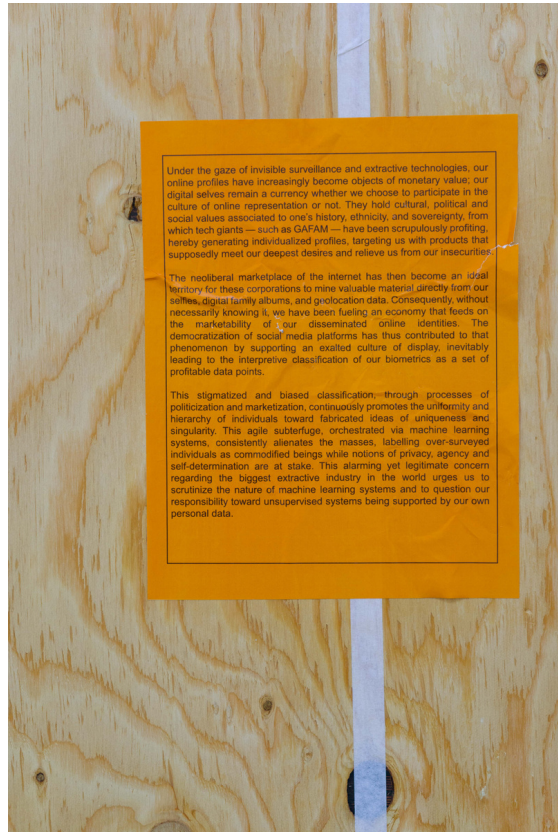 Under the gaze of invisible surveillance and extractive technologies, our
online profiles have increasingly become objects of monetary value; our
digital selves remain a currency whether we choose to participate in the
culture of online representation or not. They hold cultural, political and
social values associated to one's history, ethnicity, and sovereignty, from
which tech giants — such as GAFAM — have been scrupulously profiting,
hereby generating individualized profiles, targeting us with products that
supposedly meet our deepest desires and relieve us from our insecurities.
The neoliberal marketplace of the internet has then become an ideal
territory for these corporations to mine valuable material directly from our
selfies, digital family albums, and geolocation data. Consequently, without
necessarily knowing it, we have been fueling an economy that feeds on
the marketability of our disseminated online identities. The
democratization of social media platforms has thus contributed to that
phenomenon by supporting an exalted culture of display, inevitably
leading to the interpretive classification of our biometrics as a set of
profitable data points.
This stigmatized and biased classification, through processes of
politicization and marketization, continuously promotes the uniformity and
hierarchy of individuals toward fabricated ideas of uniqueness and
singularity. This agile subterfuge, orchestrated via machine learning
systems, consistently alienates the masses, labelling over-surveyed
individuals as commodified beings while notions of privacy, agency and
self-determination are at stake. This alarming yet legitimate concern
regarding the biggest extractive industry in the world urges us to
scrutinize the nature of machine learning systems and to question our
responsibility toward unsupervised systems being supported by our own
personal data.